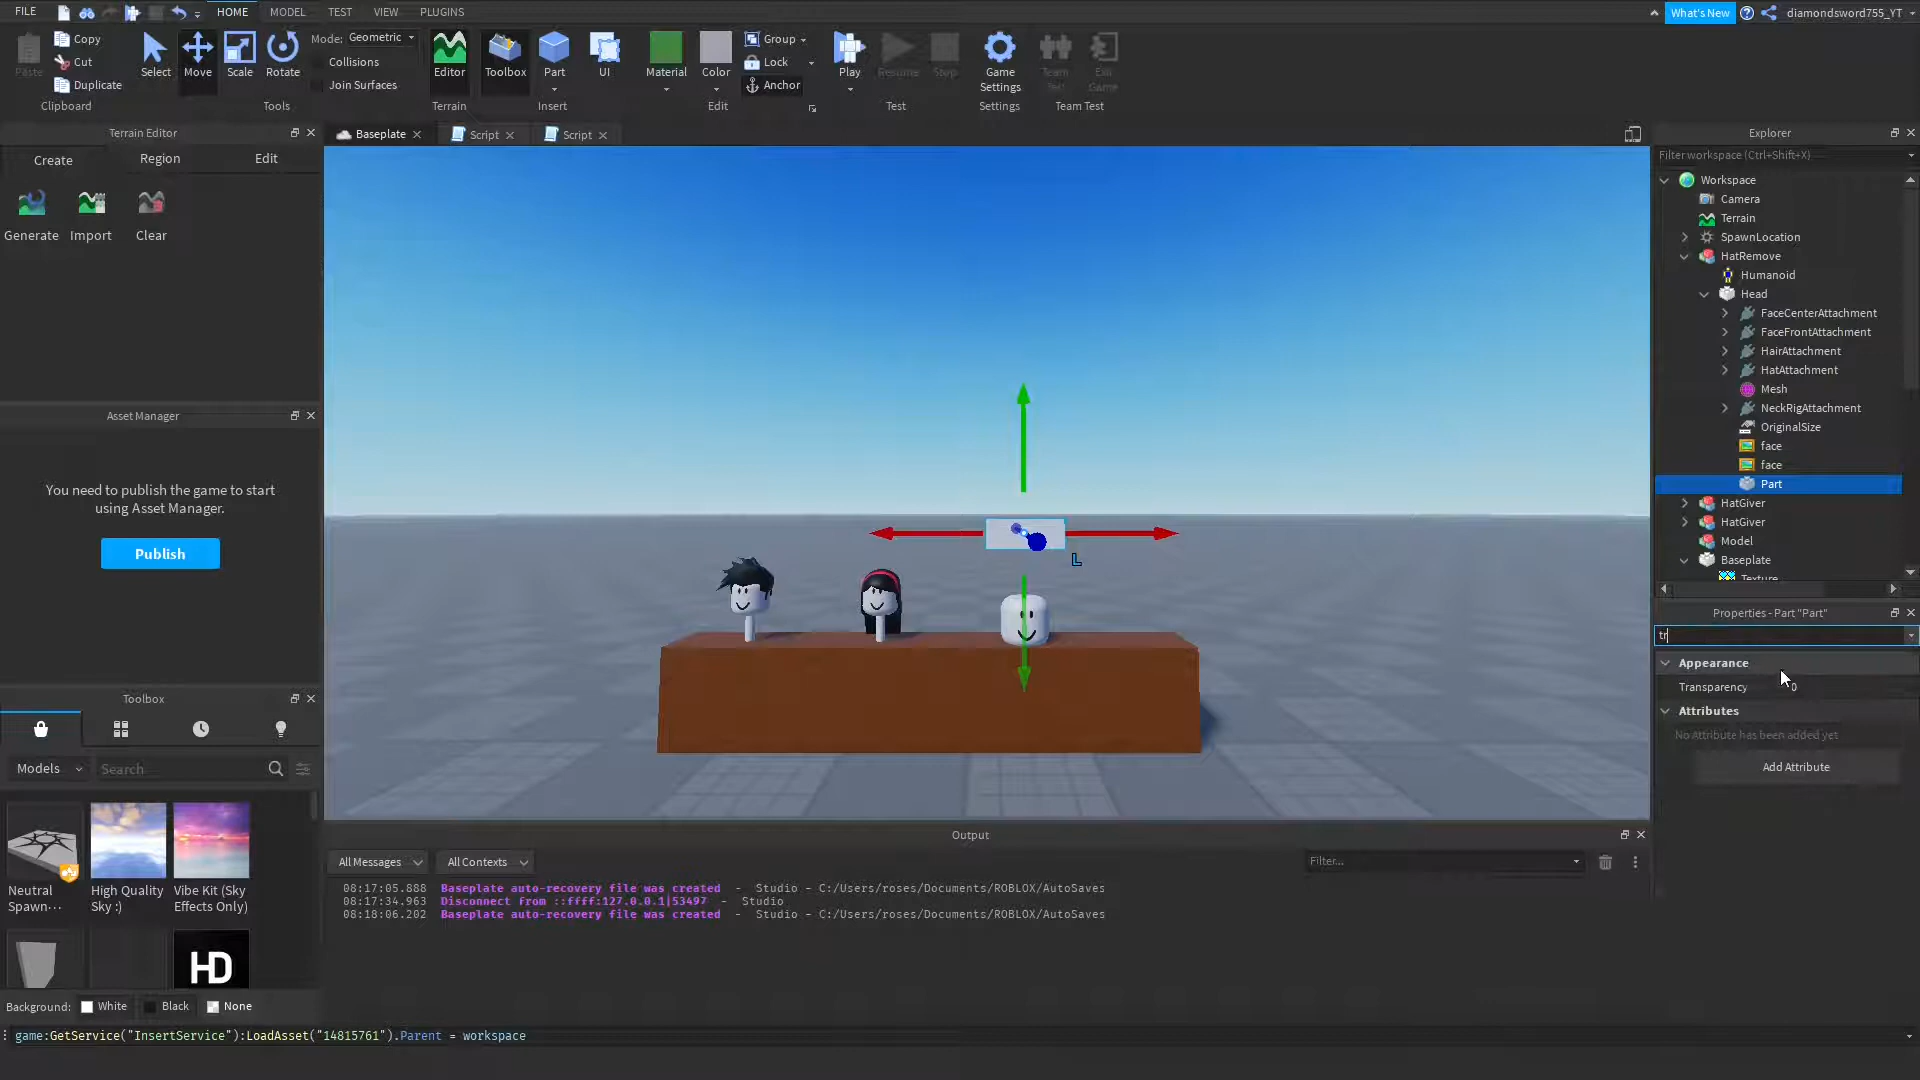 FILE
HOME
MODEL
TEST
VIEW
PLUGINS
What's New
diamondsword755_YT
Paste
Copy
Cut
Duplicate
Clipboard
Select
Move
Scale
Rotate
Mode: Geometric
Collisions
Join Surfaces
Tools
Editor
Terrain
Toolbox
Part
UI
Insert
Material
Color
Group
Lock
Anchor
Edit
Play
Resume
Stop
Test
Game
Settings
Settings
Team
Test
Exit
Game
Team Test
Terrain Editor
Create
Region
Edit
Generate
Import
Clear
Asset Manager
You need to publish the game to start
using Asset Manager.
Publish
Toolbox
Models
Search
Neutral
Spawn···
High Quality
Sky :)
Vibe Kit (Sky
Effects Only)
HD
Background:
White
Black
None
Baseplate
Script
Script
L
Output
All Messages
All Contexts
Filter...
08:17:05.888 Baseplate auto-recovery file was created - Studio - C:/Users/roses/Documents/ROBLOX/AutoSaves
08:17:34.963 Disconnect from ::ffff:127.0.0.1|53497 - Studio
08:18:06.202 Baseplate auto-recovery file was created - Studio - C:/Users/roses/Documents/ROBLOX/AutoSaves
game:GetService("InsertService"):LoadAsset("14815761").Parent = workspace
Explorer
Filter workspace (Ctrl+Shift+X)
Workspace
Camera
Terrain
SpawnLocation
HatRemove
Humanoid
Head
FaceCenterAttachment
FaceFrontAttachment
HairAttachment
HatAttachment
Mesh
NeckRigAttachment
OriginalSize
face
face
Part
HatGiver
HatGiver
Model
Baseplate
Texture
Properties - Part "Part"
tr
Appearance
Transparency 0
Attributes
No Attribute has been added yet
Add Attribute